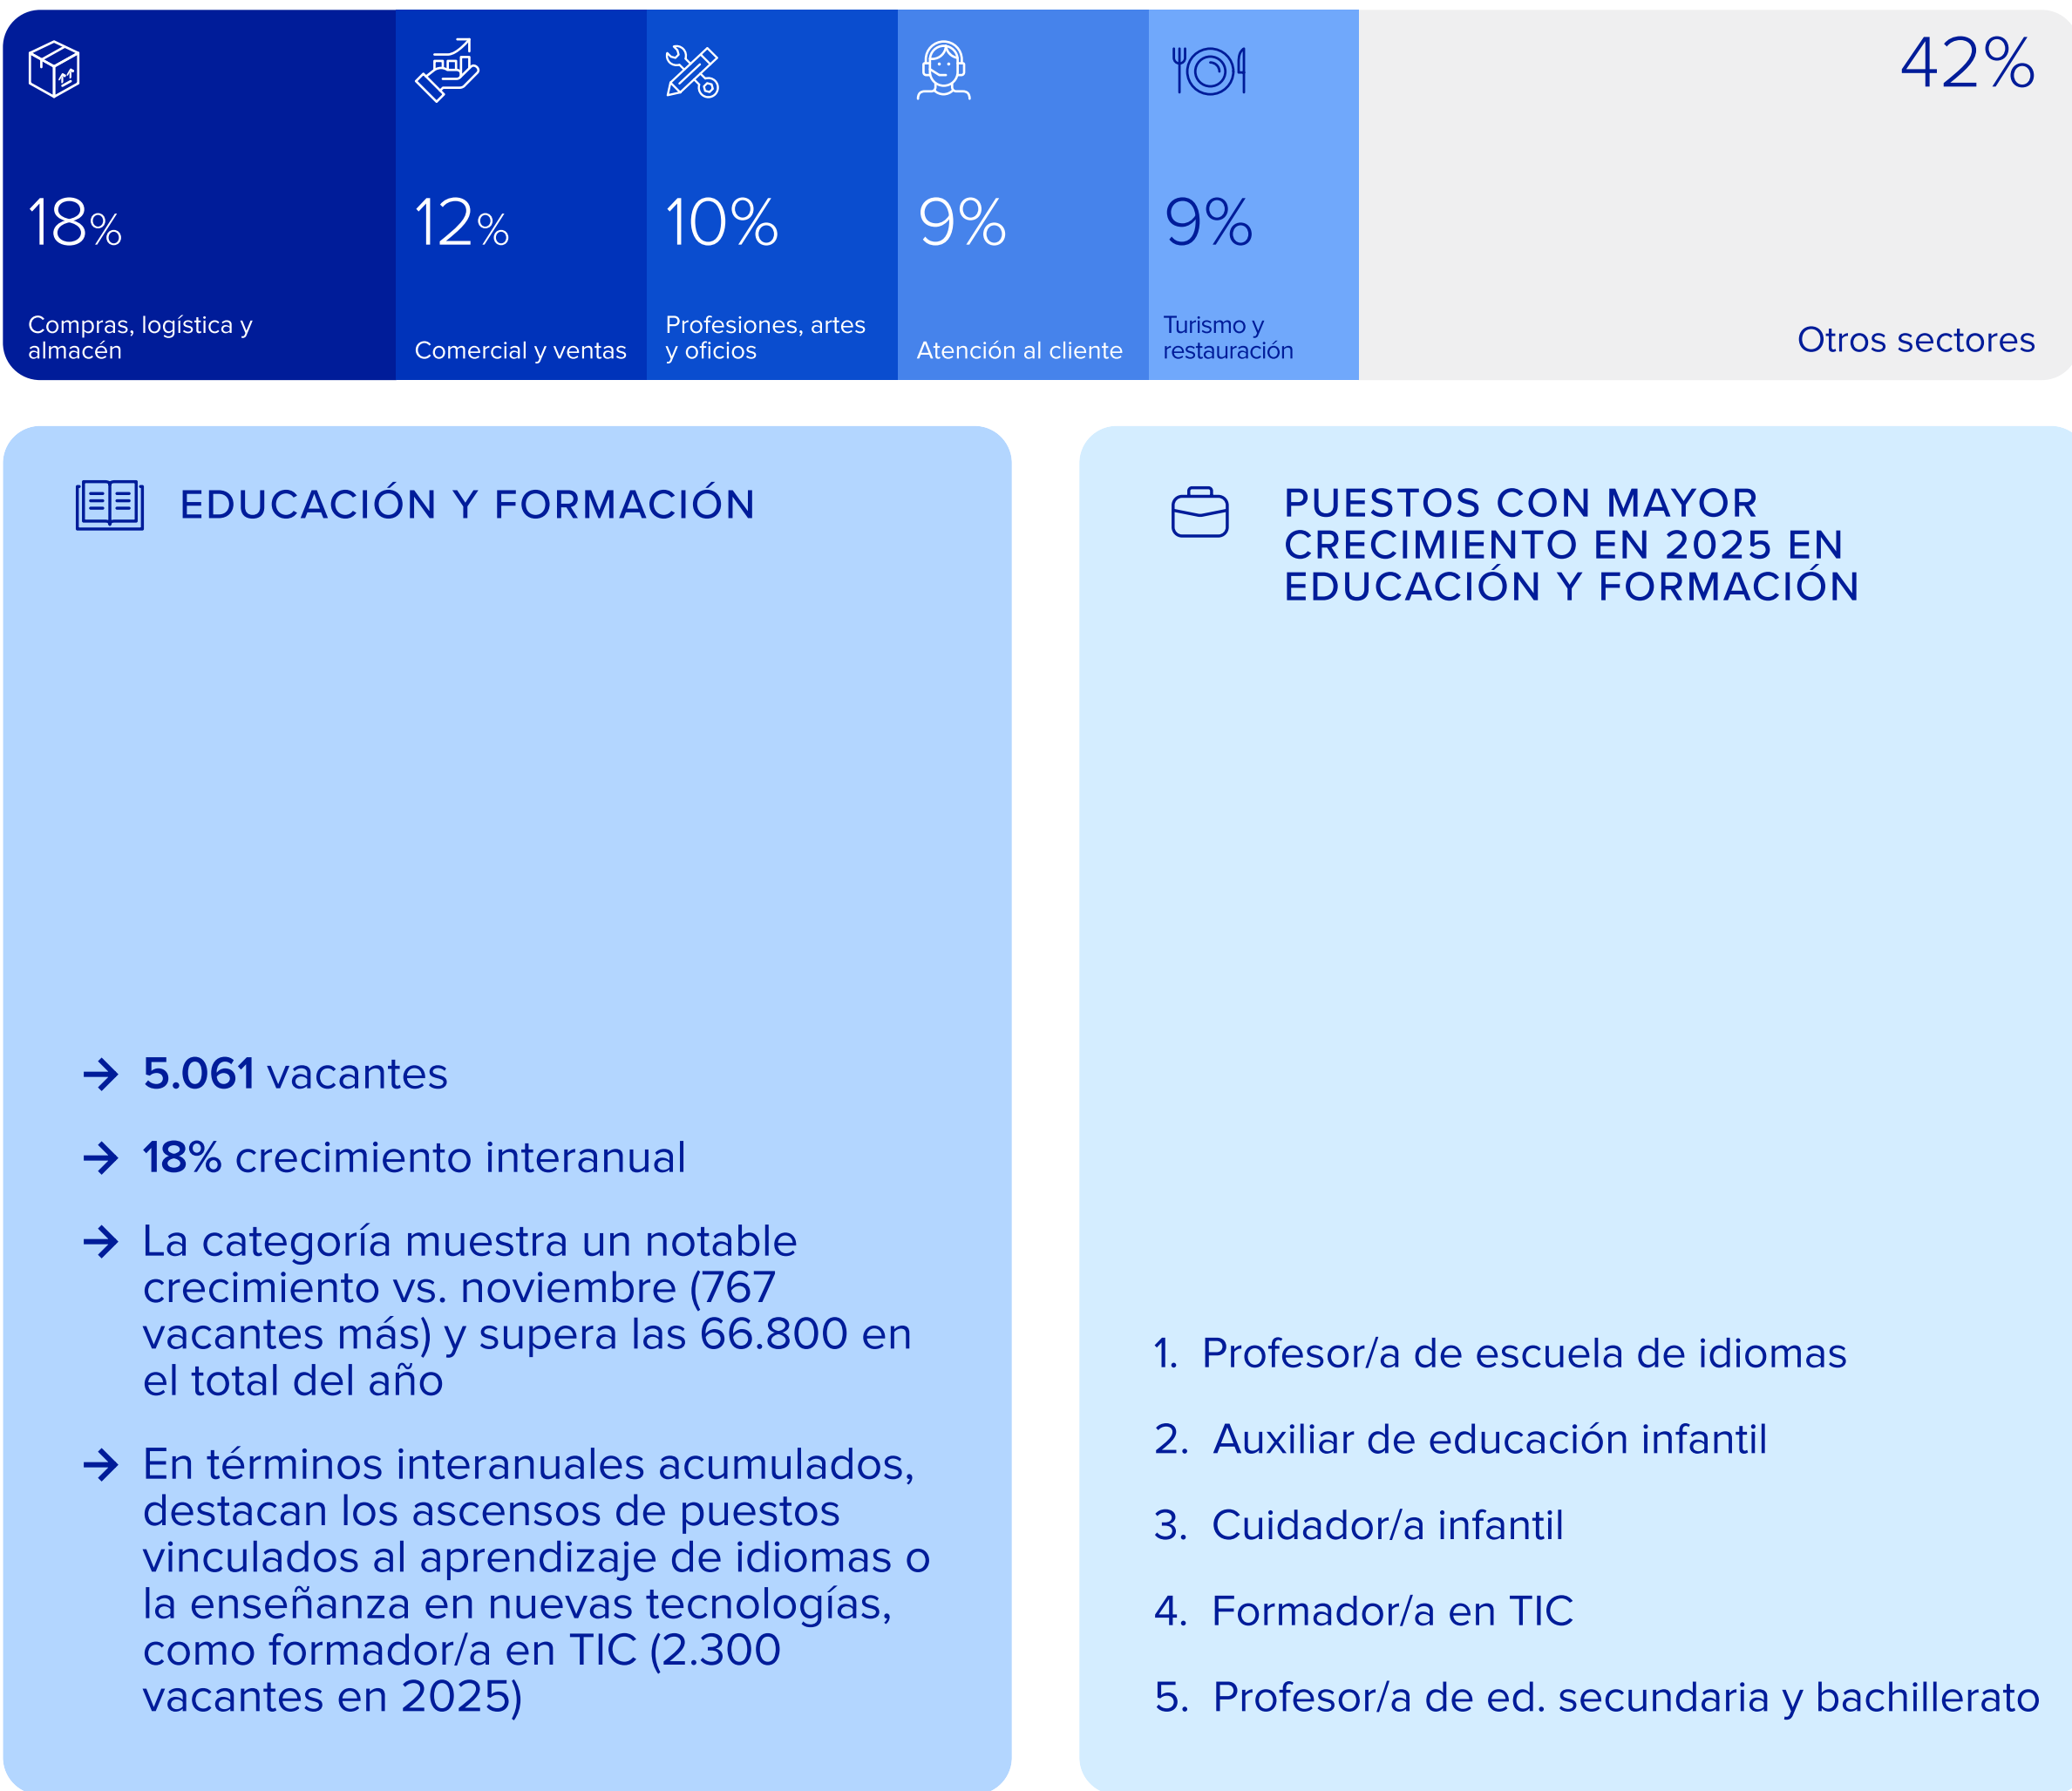 18%
Compras, logística y
almacén
12%
Comercial y ventas
10%
Profesiones, artes
y oficios
9%
Atención al cliente
9%
Turismo y
restauración
42%
Otros sectores
EDUCACIÓN Y FORMACIÓN
→ 5.061 vacantes
→ 18% crecimiento interanual
→ La categoría muestra un notable
crecimiento vs. noviembre (767
vacantes más) y supera las 66.800 en
el total del año
→ En términos interanuales acumulados,
destacan los ascensos de puestos
vinculados al aprendizaje de idiomas o
la enseñanza en nuevas tecnologías,
como formador/a en TIC (2.300
vacantes en 2025)
PUESTOS CON MAYOR
CRECIMIENTO EN 2025 EN
EDUCACIÓN Y FORMACIÓN
1. Profesor/a de escuela de idiomas
2. Auxiliar de educación infantil
3. Cuidador/a infantil
4. Formador/a en TIC
5. Profesor/a de ed. secundaria y bachillerato